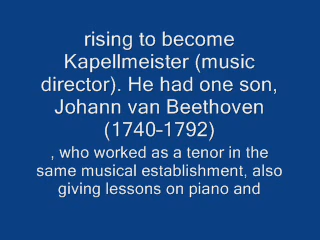 rising to become
Kapellmeister (music
director). He had one son,
Johann van Beethoven
(1740–1792)
, who worked as a tenor in the
same musical establishment, also
giving lessons on piano and